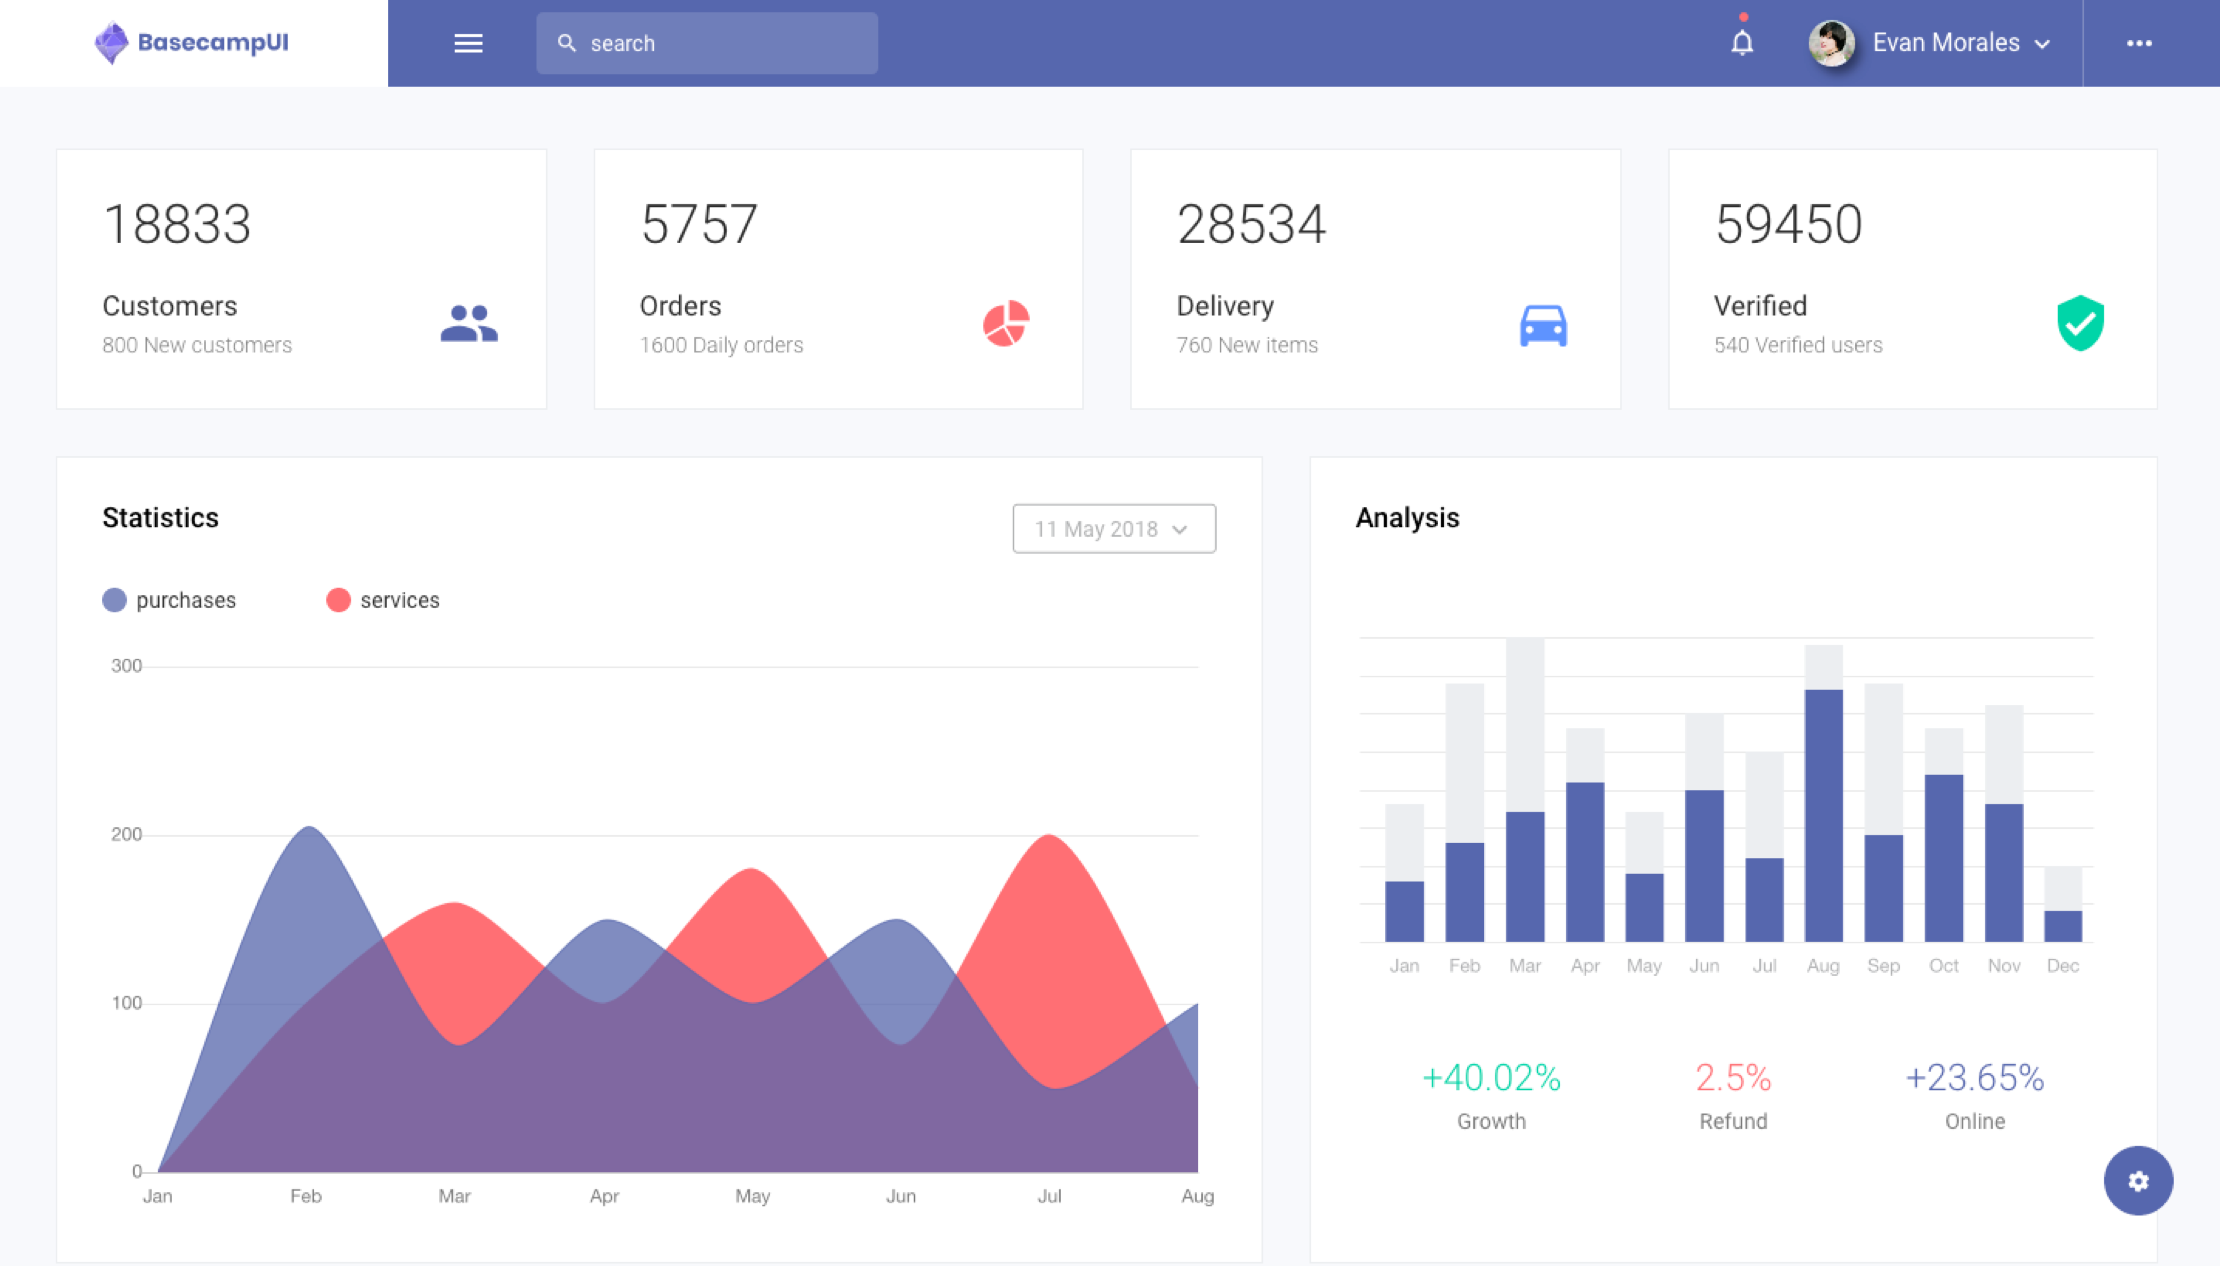 BasecampUI
search
Evan Morales
18833
Customers
800 New customers
5757
Orders
1600 Daily orders
28534
Delivery
760 New items
59450
Verified
540 Verified users
Statistics
11 May 2018
purchases services
300
200
100
0
Jan Feb Mar Apr May Jun Jul Aug
Analysis
Jan Feb Mar Apr May Jun Jul Aug Sep Oct Nov Dec
+40.02% 2.5% +23.65%
Growth Refund Online